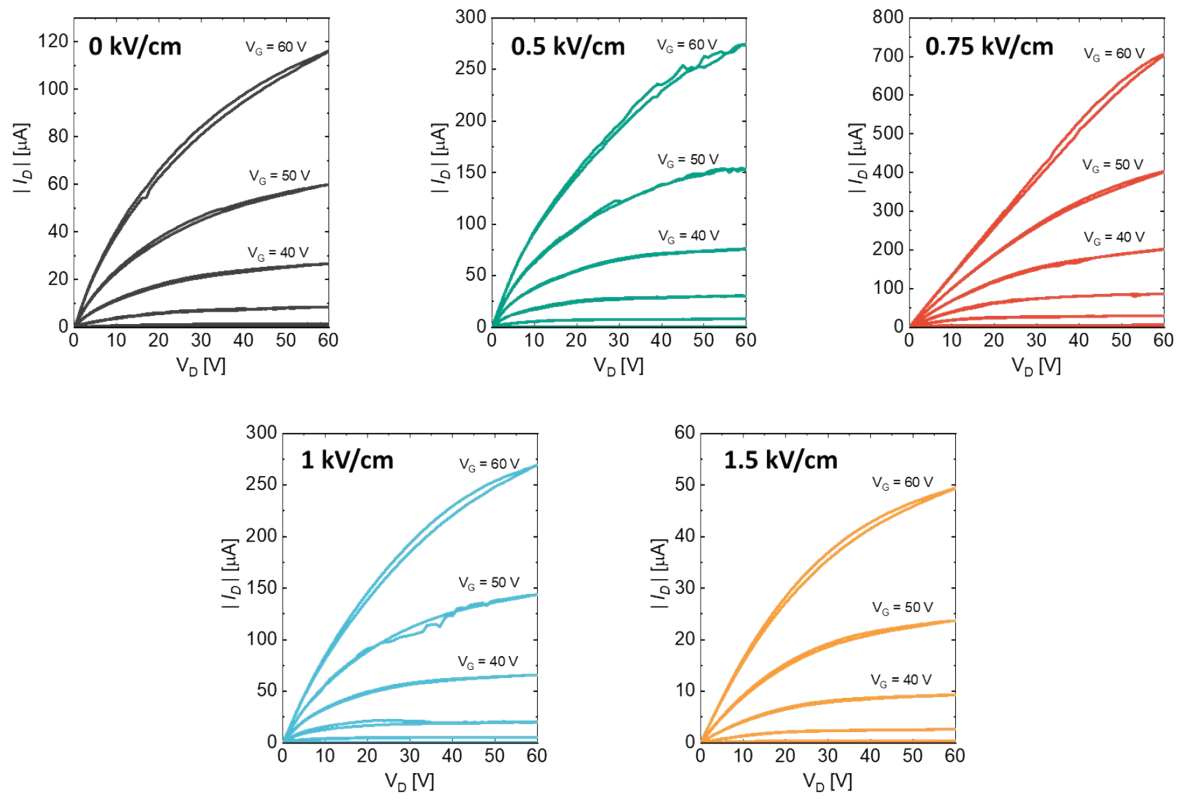 0 kV/cm
120
100
80
60
40
20
0
| I_D | [μA]
V_G = 60 V
V_G = 50 V
V_G = 40 V
0 10 20 30 40 50 60
V_D [V]
0.5 kV/cm
300
250
200
150
100
50
0
| I_D | [μA]
V_G = 60 V
V_G = 50 V
V_G = 40 V
0 10 20 30 40 50 60
V_D [V]
0.75 kV/cm
800
700
600
500
400
300
200
100
0
| I_D | [μA]
V_G = 60 V
V_G = 50 V
V_G = 40 V
0 10 20 30 40 50 60
V_D [V]
1 kV/cm
300
250
200
150
100
50
0
| I_D | [μA]
V_G = 60 V
V_G = 50 V
V_G = 40 V
0 10 20 30 40 50 60
V_D [V]
1.5 kV/cm
60
50
40
30
20
10
0
| I_D | [μA]
V_G = 60 V
V_G = 50 V
V_G = 40 V
0 10 20 30 40 50 60
V_D [V]